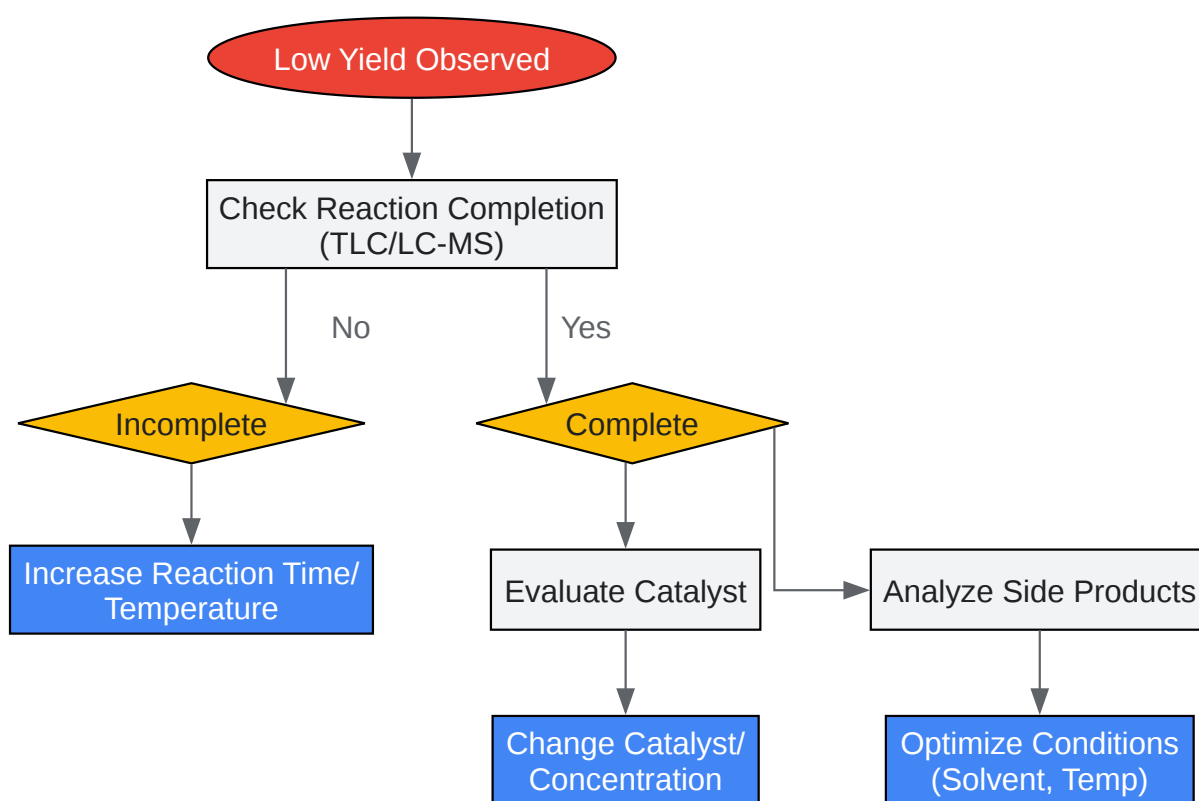 Low Yield Observed
Check Reaction Completion
(TLC/LC-MS)
No
Yes
Incomplete
Complete
Increase Reaction Time/
Temperature
Evaluate Catalyst
Analyze Side Products
Change Catalyst/
Concentration
Optimize Conditions
(Solvent, Temp)